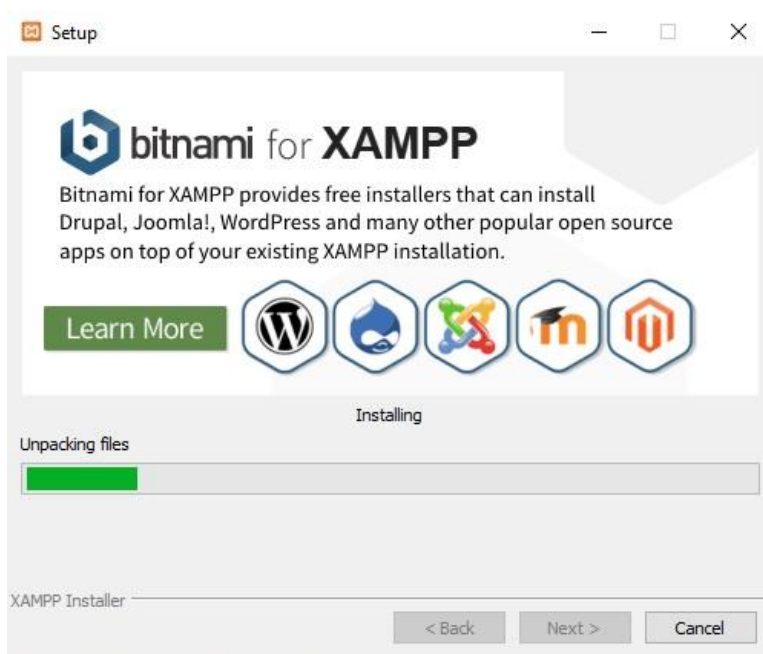 Setup
bitnami for XAMPP
Bitnami for XAMPP provides free installers that can install
Drupal, Joomla!, WordPress and many other popular open source
apps on top of your existing XAMPP installation.
Learn More
Installing
Unpacking files
XAMPP Installer
< Back Next > Cancel